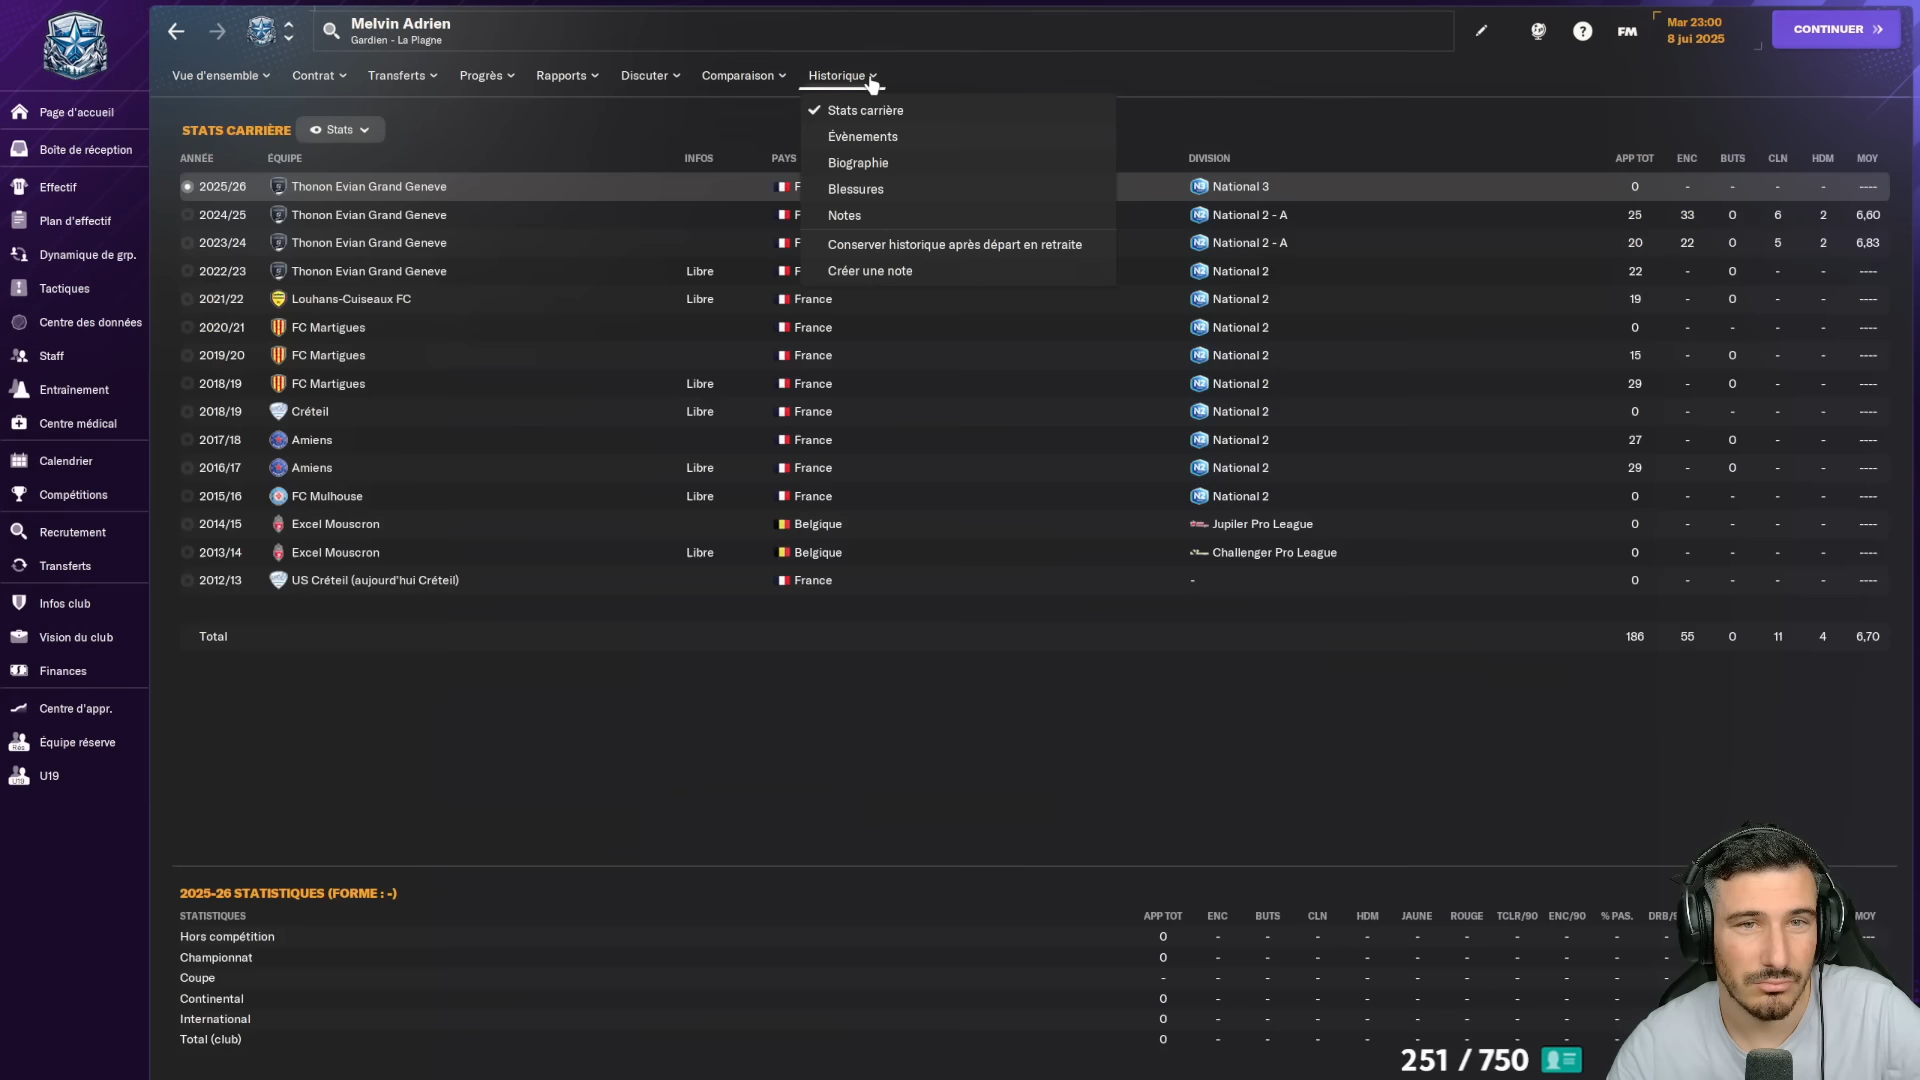 Melvin Adrien
Gardien - La Plagne
FM
Mar 23:00
8 jui 2025
CONTINUER
Vue d'ensemble Contrat Transferts Progrès Rapports Discuter Comparaison Historique
Page d'accueil
Boîte de réception
Effectif
Plan d'effectif
Dynamique de grp.
Tactiques
Centre des données
Staff
Entraînement
Centre médical
Calendrier
Compétitions
Recrutement
Transferts
Infos club
Vision du club
Finances
Centre d'appr.
Équipe réserve
U19
Stats carrière
Évènements
Biographie
Blessures
Notes
Conserver historique après départ en retraite
Créer une note
STATS CARRIÈRE Stats
ANNÉE ÉQUIPE INFOS PAYS DIVISION APP TOT ENC BUTS CLN HDM MOY
2025/26 Thonon Evian Grand Geneve F National 3 0 - - - - ----
2024/25 Thonon Evian Grand Geneve F National 2 - A 25 33 0 6 2 6,60
2023/24 Thonon Evian Grand Geneve F National 2 - A 20 22 0 5 2 6,83
2022/23 Thonon Evian Grand Geneve Libre F National 2 22 - 0 - - ----
2021/22 Louhans-Cuiseaux FC Libre France National 2 19 - 0 - - ----
2020/21 FC Martigues France National 2 0 - - - - ----
2019/20 FC Martigues France National 2 15 - 0 - - ----
2018/19 FC Martigues Libre France National 2 29 - 0 - - ----
2018/19 Créteil Libre France National 2 0 - - - - ----
2017/18 Amiens France National 2 27 - 0 - - ----
2016/17 Amiens Libre France National 2 29 - 0 - - ----
2015/16 FC Mulhouse Libre France National 2 0 - - - - ----
2014/15 Excel Mouscron Belgique Jupiler Pro League 0 - - - - ----
2013/14 Excel Mouscron Libre Belgique Challenger Pro League 0 - - - - ----
2012/13 US Créteil (aujourd'hui Créteil) France - 0 - - - - ----
Total 186 55 0 11 4 6,70
2025-26 STATISTIQUES (FORME : -)
STATISTIQUES APP TOT ENC BUTS CLN HDM JAUNE ROUGE TCLR/90 ENC/90 % PAS. MOY
Hors compétition 0 - - - - - - - - - - ---
Championnat 0 - - - - - - - - - -
Coupe - - - - - - - - - - -
Continental 0 - - - - - - - - - -
International 0 - - - - - - - - - -
Total (club) 0 - - - - - - - - -
251 / 750